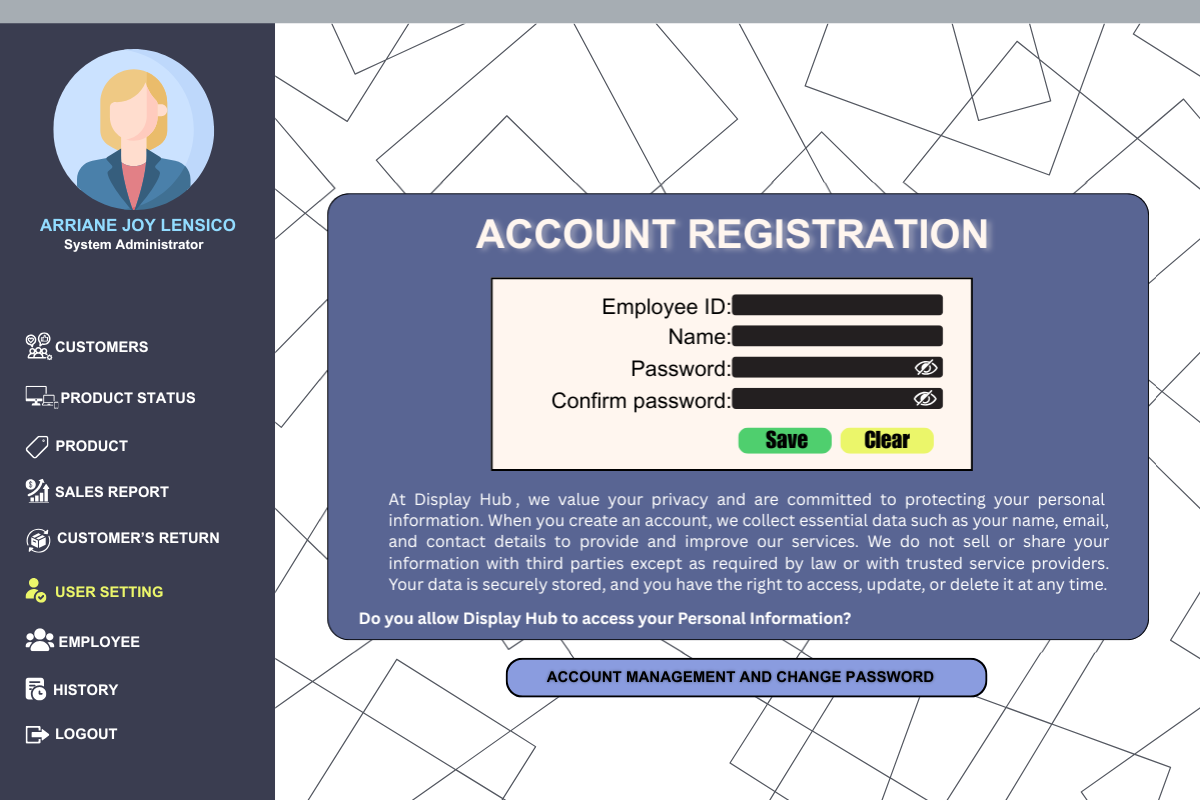 ARRIANE JOY LENSICO
System Administrator
CUSTOMERS
PRODUCT STATUS
PRODUCT
SALES REPORT
CUSTOMER'S RETURN
USER SETTING
EMPLOYEE
HISTORY
LOGOUT
ACCOUNT REGISTRATION
Employee ID:
Name:
Password:
Confirm password:
Save Clear
At Display Hub , we value your privacy and are committed to protecting your personal
information. When you create an account, we collect essential data such as your name, email,
and contact details to provide and improve our services. We do not sell or share your
information with third parties except as required by law or with trusted service providers.
Your data is securely stored, and you have the right to access, update, or delete it at any time.
Do you allow Display Hub to access your Personal Information?
ACCOUNT MANAGEMENT AND CHANGE PASSWORD